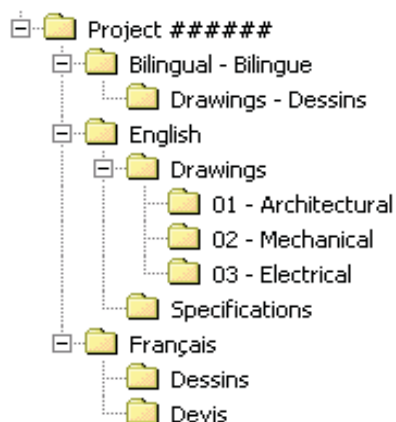 Project ######
Bilingual - Bilingue
Drawings - Dessins
English
Drawings
01 - Architectural
02 - Mechanical
03 - Electrical
Specifications
Français
Dessins
Devis